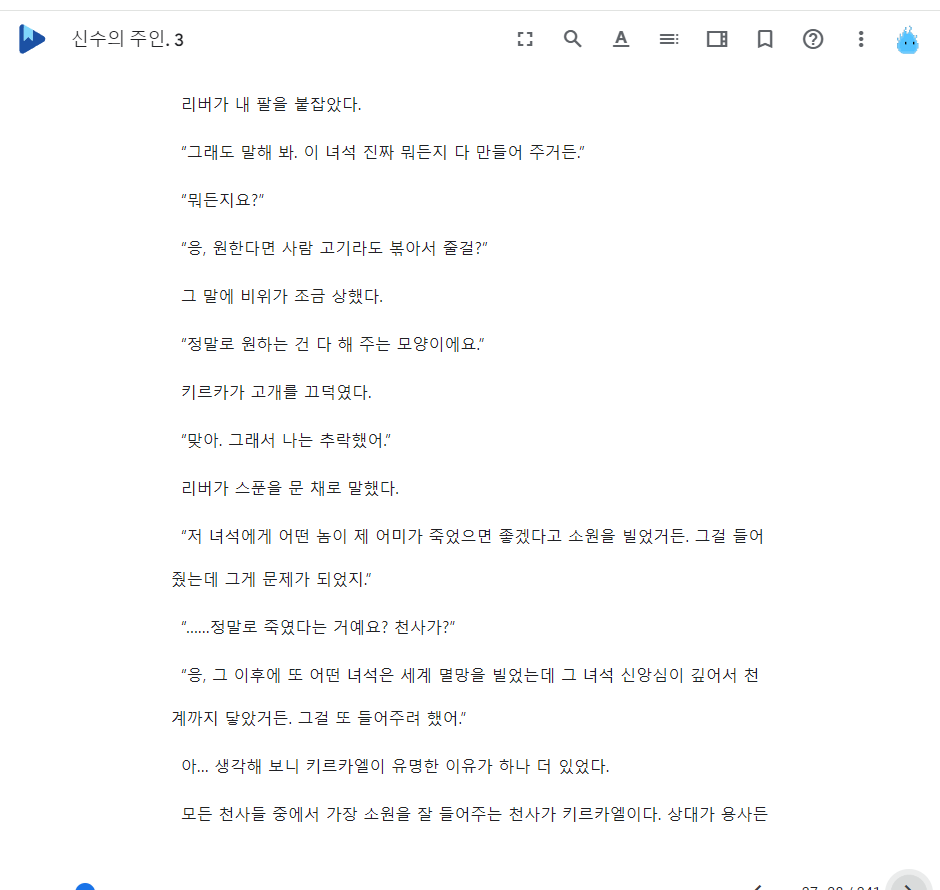 신수의 주인. 3
리버가 내 팔을 붙잡았다.
“그래도 말해 봐. 이 녀석 진짜 뭐든지 다 만들어 주거든.”
“뭐든지요?”
“응, 원한다면 사람 고기라도 볶아서 줄걸?”
그 말에 비위가 조금 상했다.
“정말로 원하는 건 다 해 주는 모양이에요.”
키르카가 고개를 끄덕였다.
“맞아. 그래서 나는 추락했어.”
리버가 스푼을 문 채로 말했다.
“저 녀석에게 어떤 놈이 제 어미가 죽었으면 좋겠다고 소원을 빌었거든. 그걸 들어
줬는데 그게 문제가 되었지.”
“......정말로 죽였다는 거예요? 천사가?”
“응, 그 이후에 또 어떤 녀석은 세계 멸망을 빌었는데 그 녀석 신앙심이 깊어서 천
계까지 닿았거든. 그걸 또 들어주려 했어.”
아... 생각해 보니 키르카엘이 유명한 이유가 하나 더 있었다.
모든 천사들 중에서 가장 소원을 잘 들어주는 천사가 키르카엘이다. 상대가 용사든